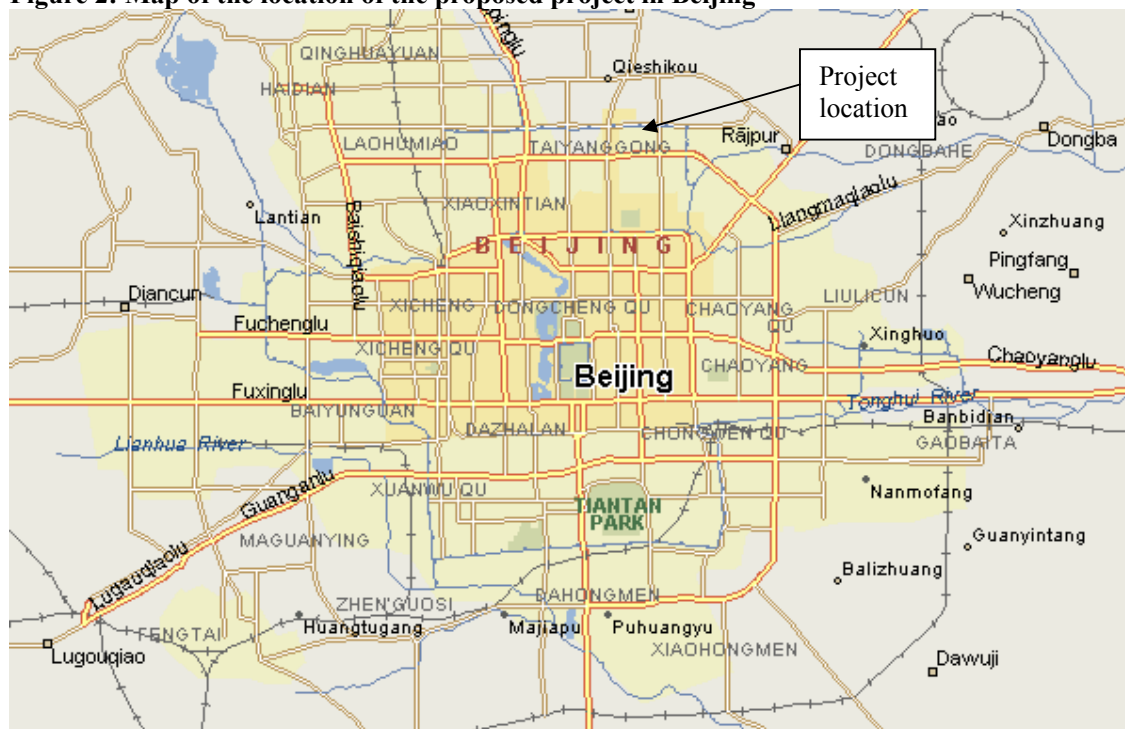 Figure 2: Map of the location of the proposed project in Beijing
QINGHUAYUAN
Qieshikou
Project
location
HAIDIAN
LAOHUMIAO
TAIYANGGONG
Rājpur
DONGBAHE
Dongba
Lantian
Baishiqiaolu
XIAOXINTIAN
Liangmaqiaolu
Xinzhuang
BEIJING
Pingfang
Diancun
XICHENG
DONGCHENG QU
CHAOYANG
QU
LIULICUN
Wucheng
Fuchenglu
XICHENG QU
Xinghuo
Chaoyanglu
Beijing
CHAOYANG
Fuxinglu
BAIYUNGUAN
Tonghui River
Banbidian
Lianhua River
DAZHALAN
CHONGWEN QU
GAOBAITA
Guanganlu
XUANWU QU
Nanmofang
TIANTAN
PARK
MAGUANYING
Guanyintang
Lugaoqiaolu
Balizhuang
ZHEN'GUOSI
DAHONGMEN
Huangtugang
Majiapu
Puhuangyu
FENGTAI
XIAOHONGMEN
Lugouqiao
Dawuji